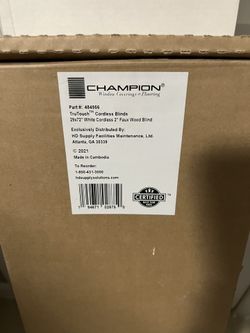 CHAMPION
Window Coverings & Flooring
Part #: 484966
TruTouch™ Cordless Blinds
29x72" White Cordless 2" Faux Wood Blind
Exclusively Distributed By:
HD Supply Facilities Maintenance, Ltd.
Atlanta, GA 30339
© 2021
Made in Cambodia
To Reorder:
1-800-431-3000
hdsupplysolutions.com
CERTIFIED